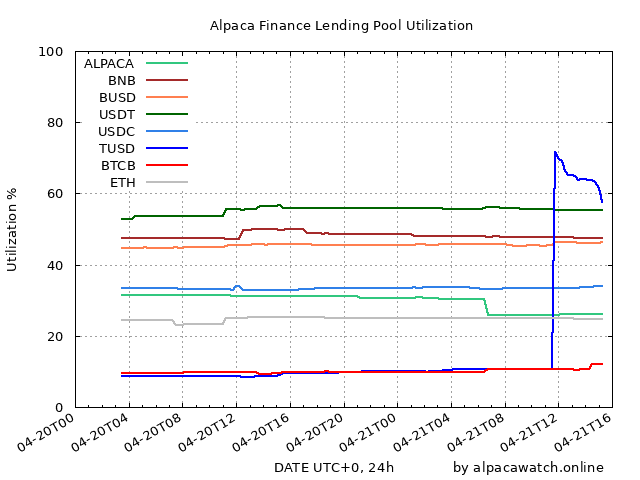 Alpaca Finance Lending Pool Utilization
100
80
60
40
20
0
Utilization %
ALPACA
BNB
BUSD
USDT
USDC
TUSD
BTCB
ETH
04-20T00
04-20T04
04-20T08
04-20T12
04-20T16
04-20T20
04-21T00
04-21T04
04-21T08
04-21T12
04-21T16
DATE UTC+0, 24h
by alpacawatch.online